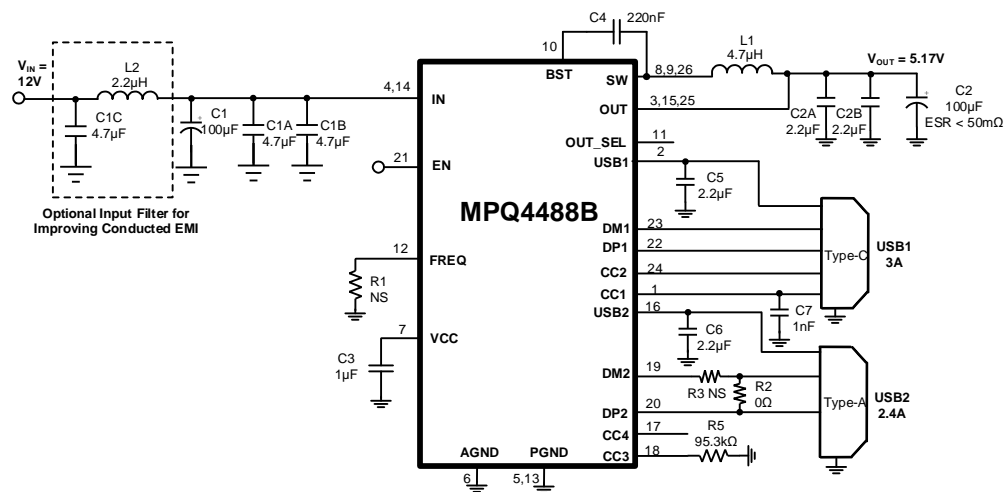 V_IN =
12V
L2
2.2µH
C1C
4.7µF
C1
100µF
C1A
4.7µF
C1B
4.7µF
Optional Input Filter for
Improving Conducted EMI
4,14
IN
21
EN
12
FREQ
R1
NS
7
VCC
C3
1µF
AGND
6
PGND
5,13
MPQ4488B
10
BST
C4
220nF
SW
8,9,26
L1
4.7µH
V_OUT = 5.17V
OUT
3,15,25
C2A
2.2µF
C2B
2.2µF
C2
100µF
ESR < 50mΩ
OUT_SEL
11
USB1
2
C5
2.2µF
DM1
23
DP1
22
CC2
24
CC1
1
Type-C
USB1
3A
C7
1nF
USB2
16
C6
2.2µF
DM2
19
R3 NS
R2
0Ω
DP2
20
Type-A
USB2
2.4A
CC4
17
CC3
18
R5
95.3kΩ